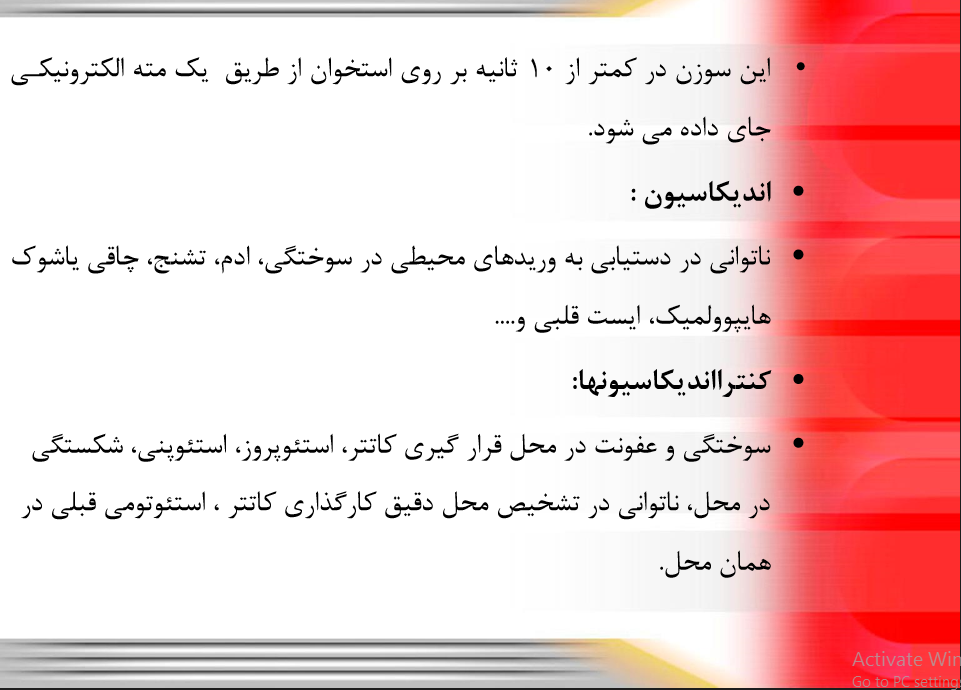 • این سوزن در کمتر از ۱۰ ثانیه بر روی استخوان از طریق یک مته الکترونیکی
جای داده می شود.
• اندیکاسیون :
• ناتوانی در دستیابی به وریدهای محیطی در سوختگی، ادم، تشنج، چاقی یاشوک
هایپوولمیک، ایست قلبی و....
• کنترااندیکاسیونها:
• سوختگی و عفونت در محل قرار گیری کاتتر، استئوپروز، استئوپنی، شکستگی
در محل، ناتوانی در تشخیص محل دقیق کارگذاری کاتتر ، استئوتومی قبلی در
همان محل.
Activate Win
Go to PC settings